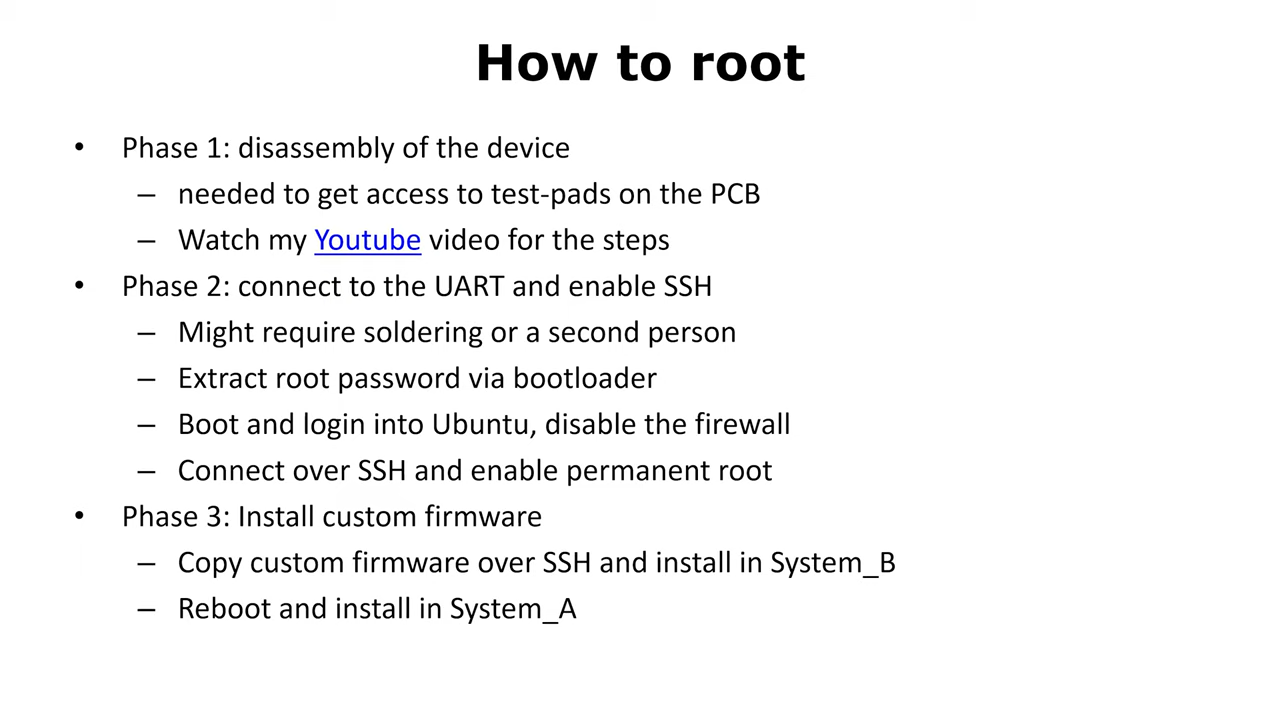 How to root
• Phase 1: disassembly of the device
– needed to get access to test-pads on the PCB
– Watch my Youtube video for the steps
• Phase 2: connect to the UART and enable SSH
– Might require soldering or a second person
– Extract root password via bootloader
– Boot and login into Ubuntu, disable the firewall
– Connect over SSH and enable permanent root
• Phase 3: Install custom firmware
– Copy custom firmware over SSH and install in System_B
– Reboot and install in System_A